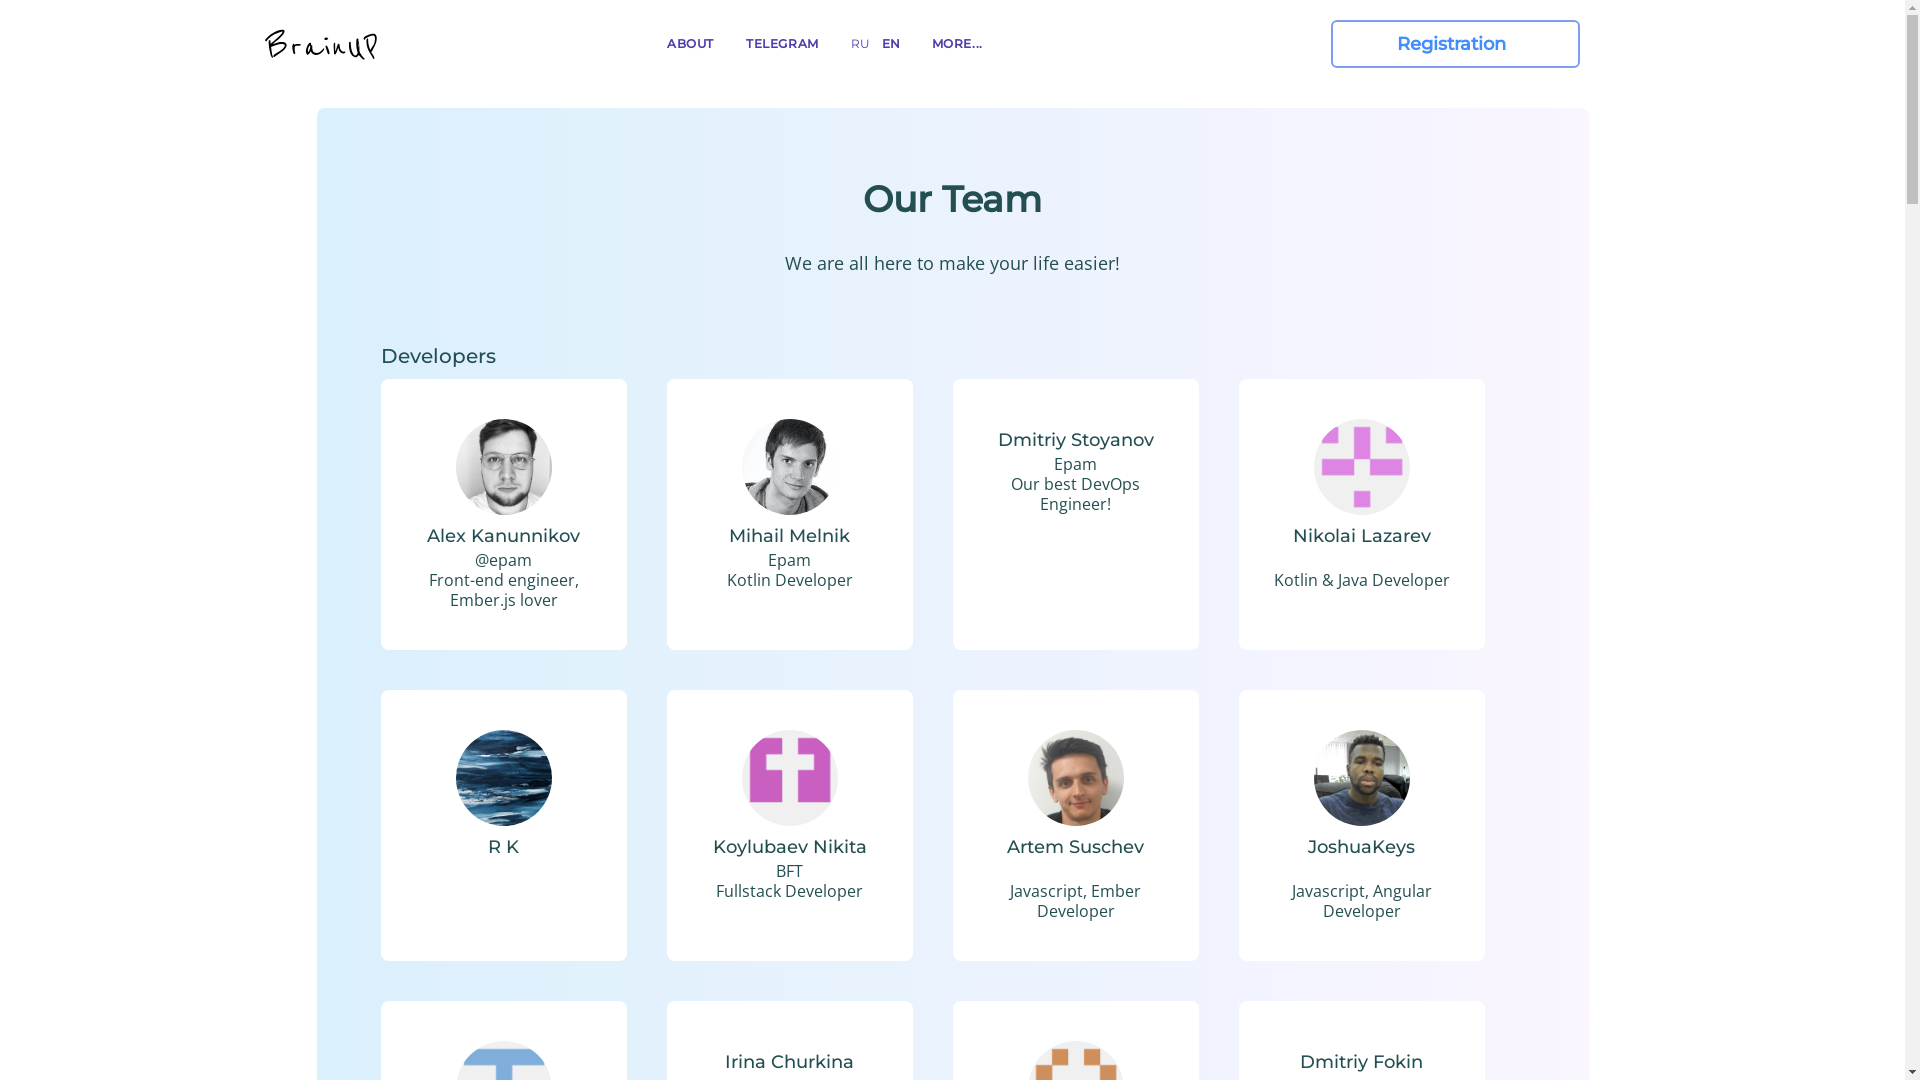 BrainUP
ABOUT
TELEGRAM
RU
EN
MORE...
Registration
Our Team
We are all here to make your life easier!
Developers
Alex Kanunnikov
@epam
Front-end engineer,
Ember.js lover
Mihail Melnik
Epam
Kotlin Developer
Dmitriy Stoyanov
Epam
Our best DevOps
Engineer!
Nikolai Lazarev
Kotlin & Java Developer
R K
Koylubaev Nikita
BFT
Fullstack Developer
Artem Suschev
Javascript, Ember
Developer
JoshuaKeys
Javascript, Angular
Developer
Irina Churkina
Dmitriy Fokin